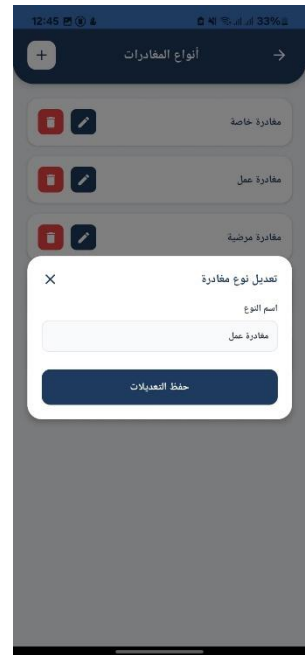 12:45
33%
أنواع المغادرات
مغادرة خاصة
مغادرة عمل
مغادرة مرضية
تعديل نوع مغادرة
اسم النوع
مغادرة عمل
حفظ التعديلات